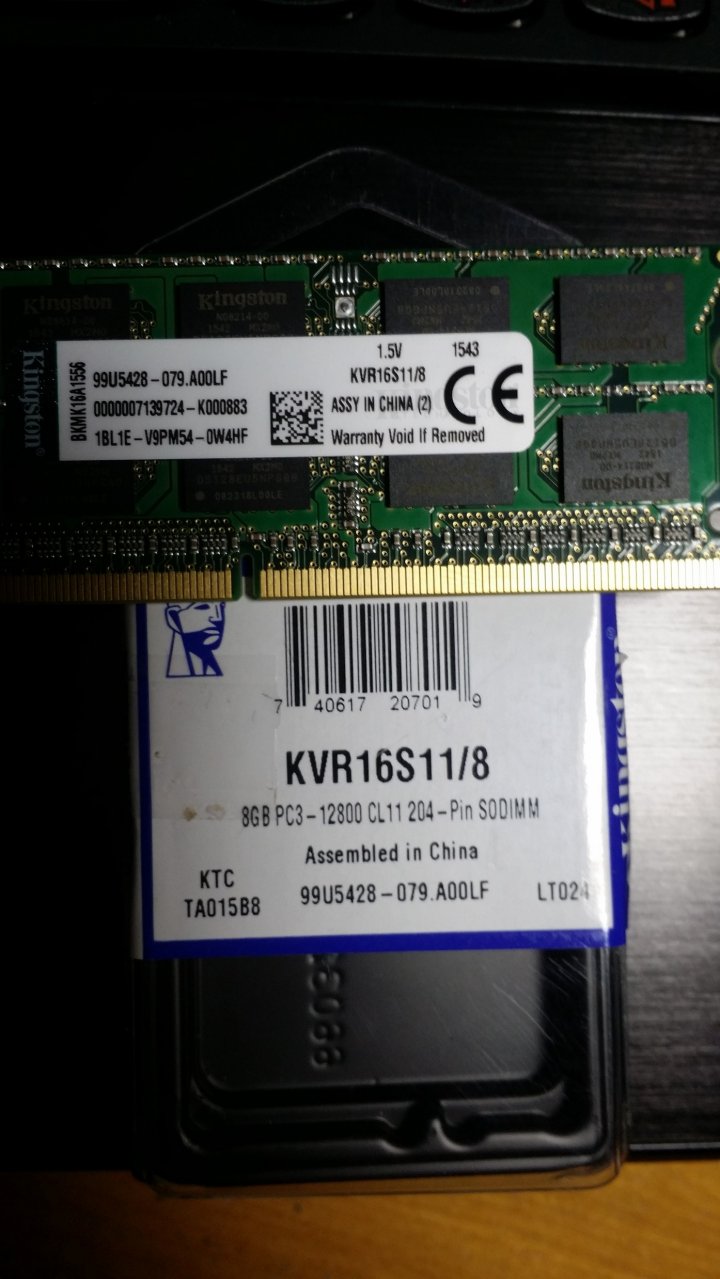 Kingston
Kingston
Kingston
BKMK16A1556
99U5428-079.A00LF
0000007139724-K000883
1BL1E-V9PM54-0W4HF
1.5V 1543
KVR16S11/8
ASSY IN CHINA (2)
Warranty Void If Removed
CE
Kingston
7 40617 20701 9
KVR16S11/8
8GB PC3-12800 CL11 204-Pin SODIMM
Assembled in China
KTC
TA015B8
99U5428-079.A00LF
LT024
Kingston